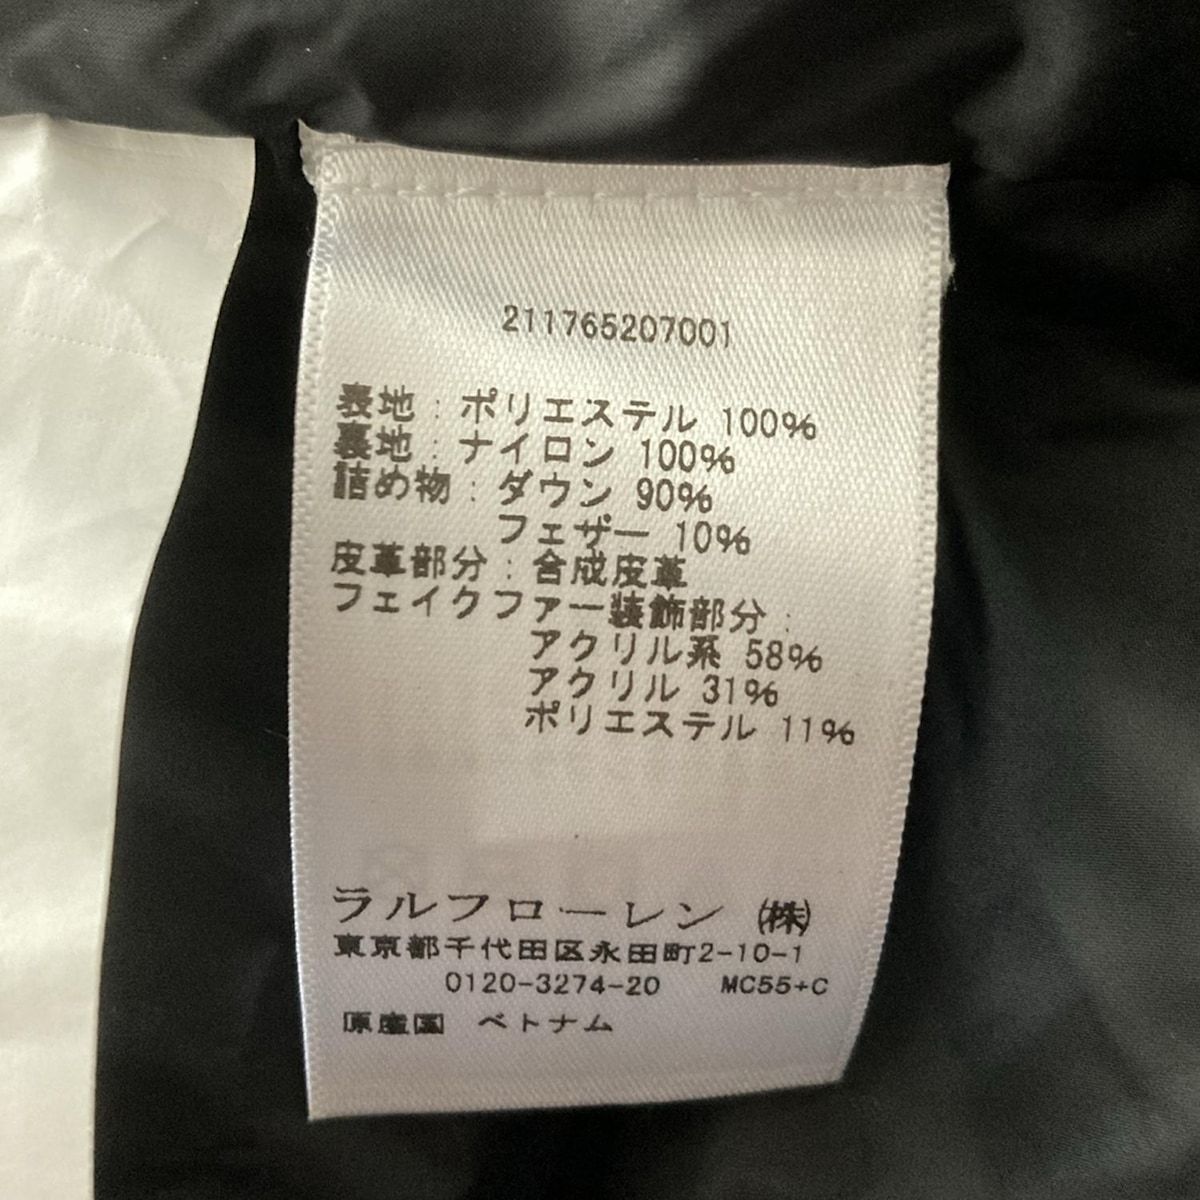 211765207001
表地：ポリエステル 100%
裏地：ナイロン 100%
詰め物：ダウン 90%
フェザー 10%
皮革部分：合成皮革
フェイクファー装飾部分：
アクリル系 58%
アクリル 31%
ポリエステル 11%
ラルフローレン ㈱
東京都千代田区永田町2-10-1
0120-3274-20 MC55+C
原産国 ベトナム